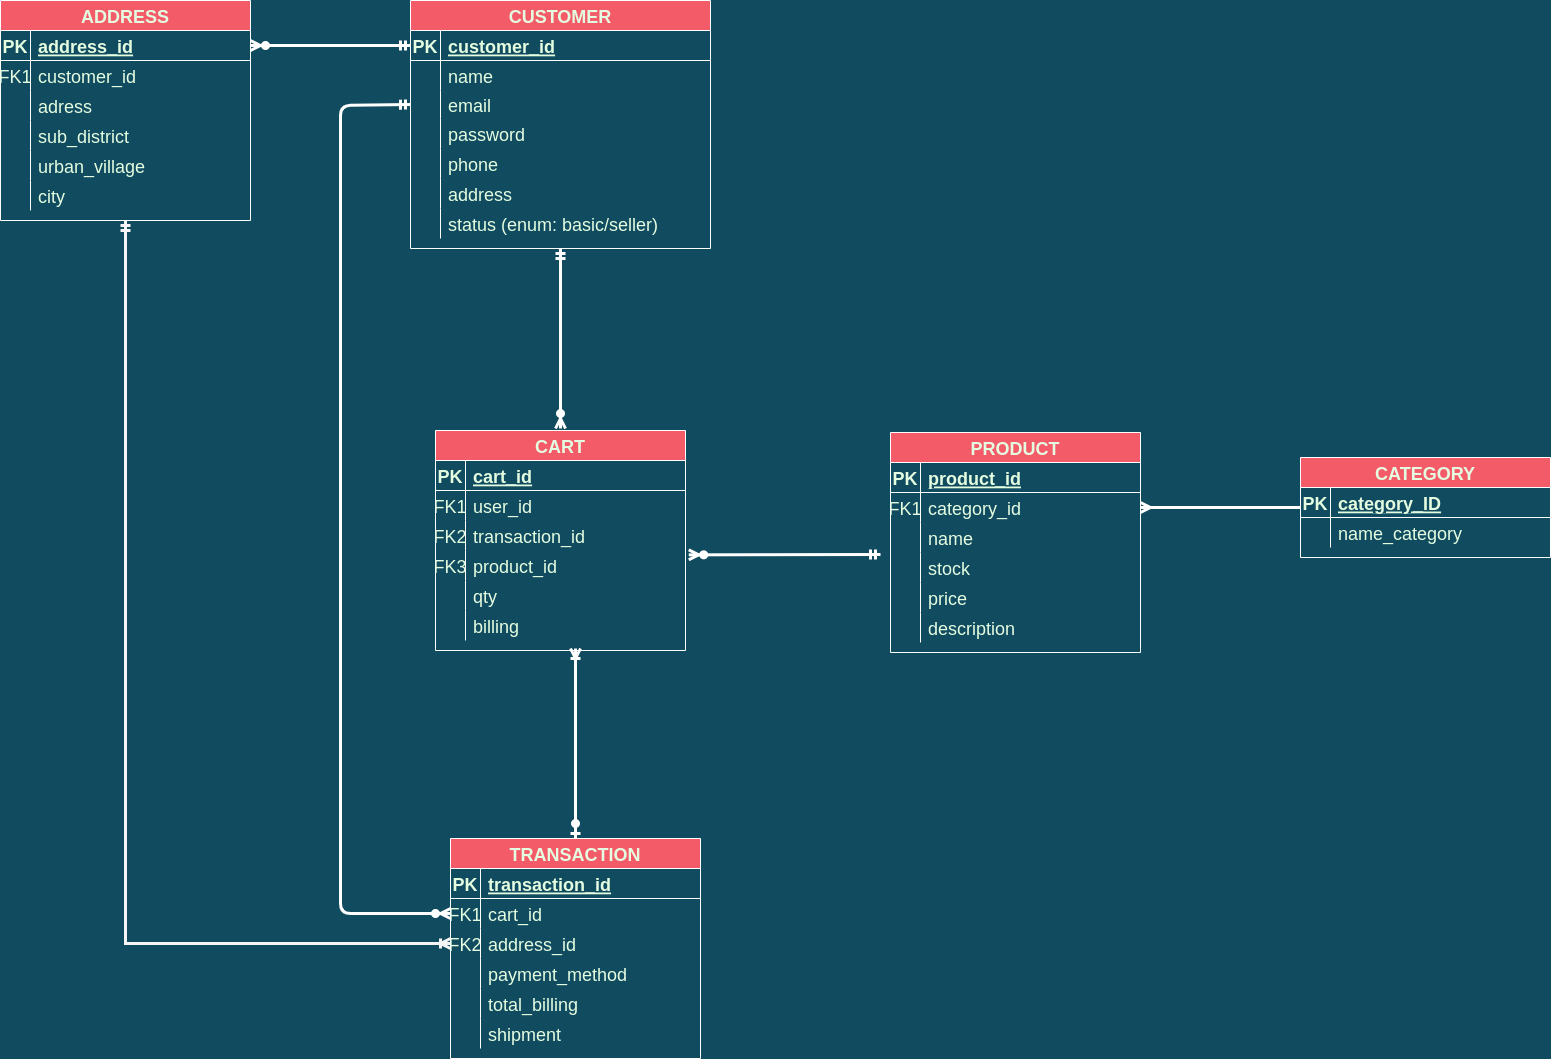 ADDRESS
PK address_id
FK1 customer_id
adress
sub_district
urban_village
city
CUSTOMER
PK customer_id
name
email
password
phone
address
status (enum: basic/seller)
CART
PK cart_id
FK1 user_id
FK2 transaction_id
FK3 product_id
qty
billing
PRODUCT
PK product_id
FK1 category_id
name
stock
price
description
CATEGORY
PK category_ID
name_category
TRANSACTION
PK transaction_id
FK1 cart_id
FK2 address_id
payment_method
total_billing
shipment